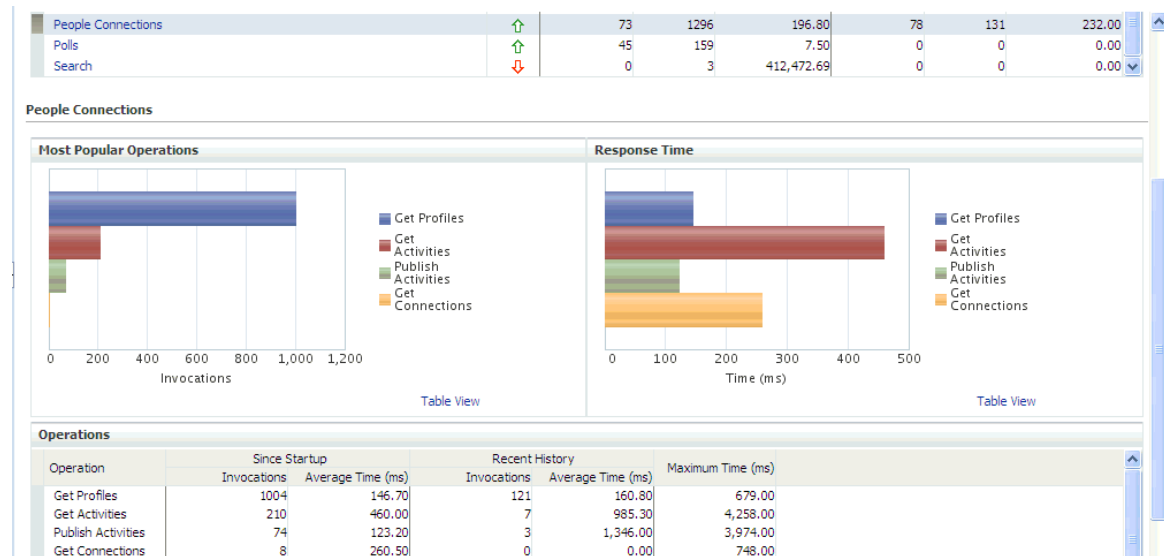 People Connections 73 1296 196.80 78 131 232.00
Polls 45 159 7.50 0 0 0.00
Search 0 3 412,472.69 0 0 0.00
People Connections
Most Popular Operations
Get Profiles
Get
Activities
Publish
Activities
Get
Connections
0 200 400 600 800 1,000 1,200
Invocations
Table View
Response Time
Get Profiles
Get
Activities
Publish
Activities
Get
Connections
0 100 200 300 400 500
Time (ms)
Table View
Operations
Operation Since Startup Recent History Maximum Time (ms)
Invocations Average Time (ms) Invocations Average Time (ms)
Get Profiles 1004 146.70 121 160.80 679.00
Get Activities 210 460.00 7 985.30 4,258.00
Publish Activities 74 123.20 3 1,346.00 3,974.00
Get Connections 8 260.50 0 0.00 748.00